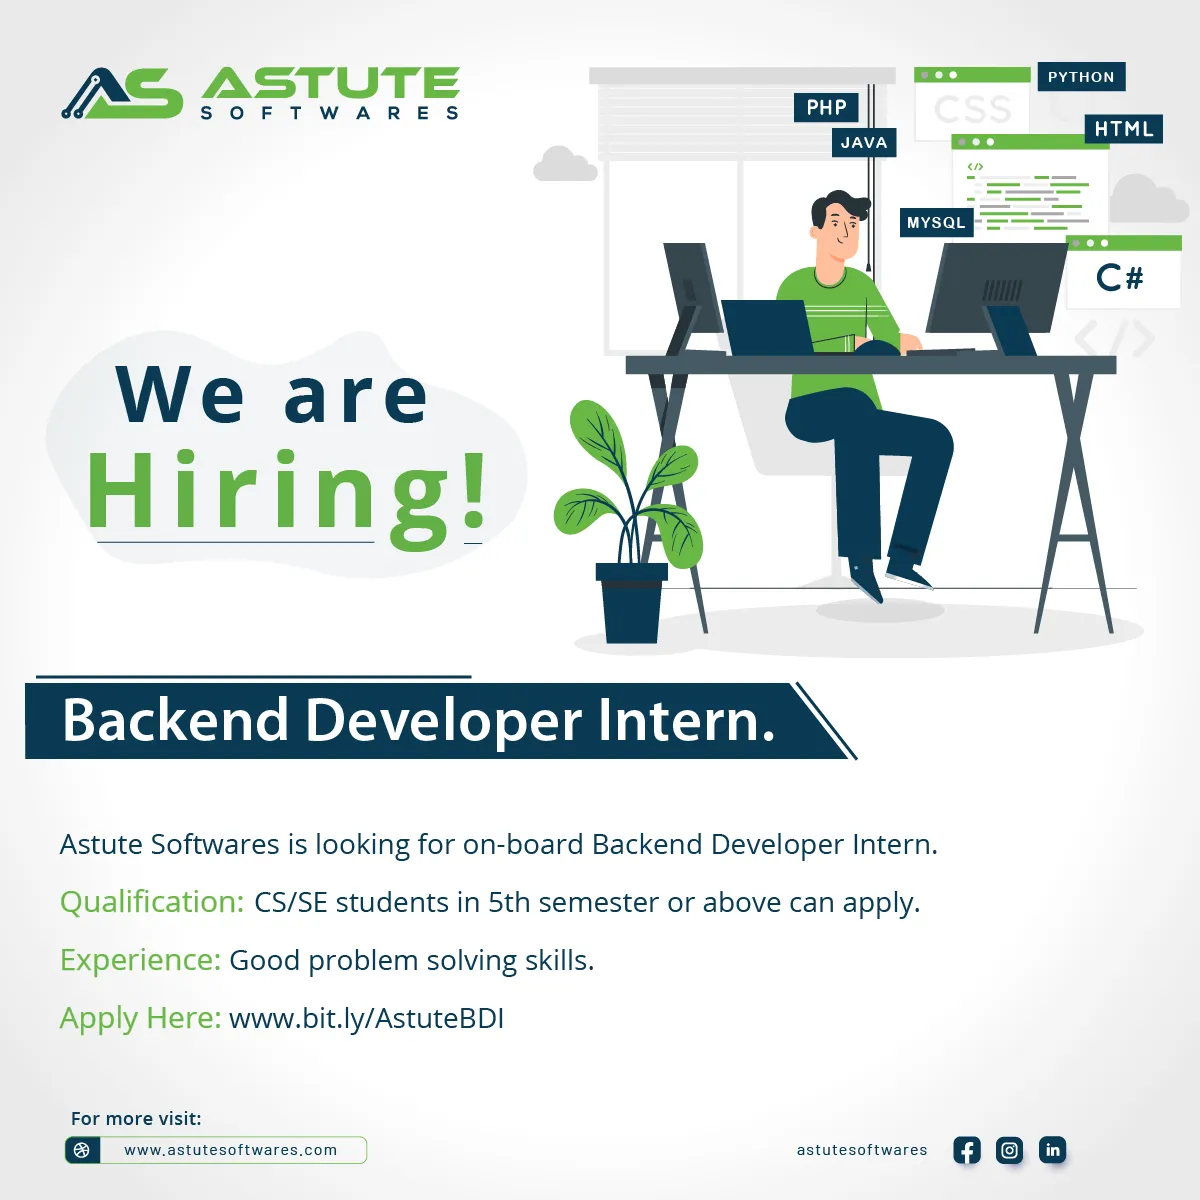 AS ASTUTE
SOFTWARES
PHP
JAVA
CSS
PYTHON
HTML
</>
MYSQL
C#
</>
We are
Hiring!
Backend Developer Intern.
Astute Softwares is looking for on-board Backend Developer Intern.
Qualification: CS/SE students in 5th semester or above can apply.
Experience: Good problem solving skills.
Apply Here: www.bit.ly/AstuteBDI
For more visit:
www.astutesoftwares.com
astutesoftwares